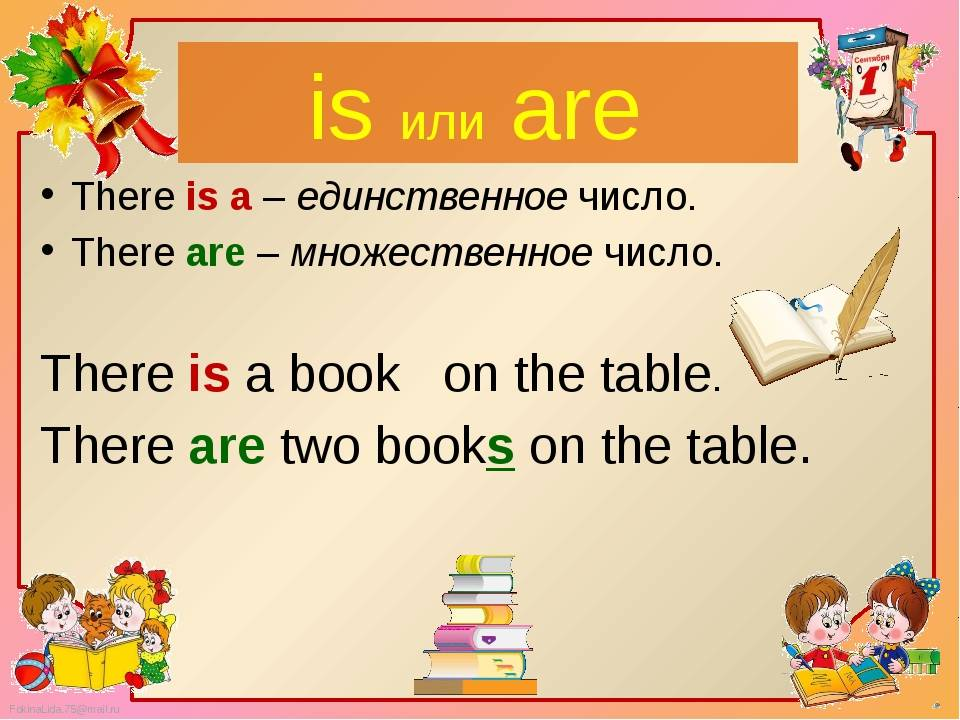 is или are
Сентября
1
• There is a – единственное число.
• There are – множественное число.
There is a book on the table.
There are two books on the table.
FokinaLida.75@mail.ru